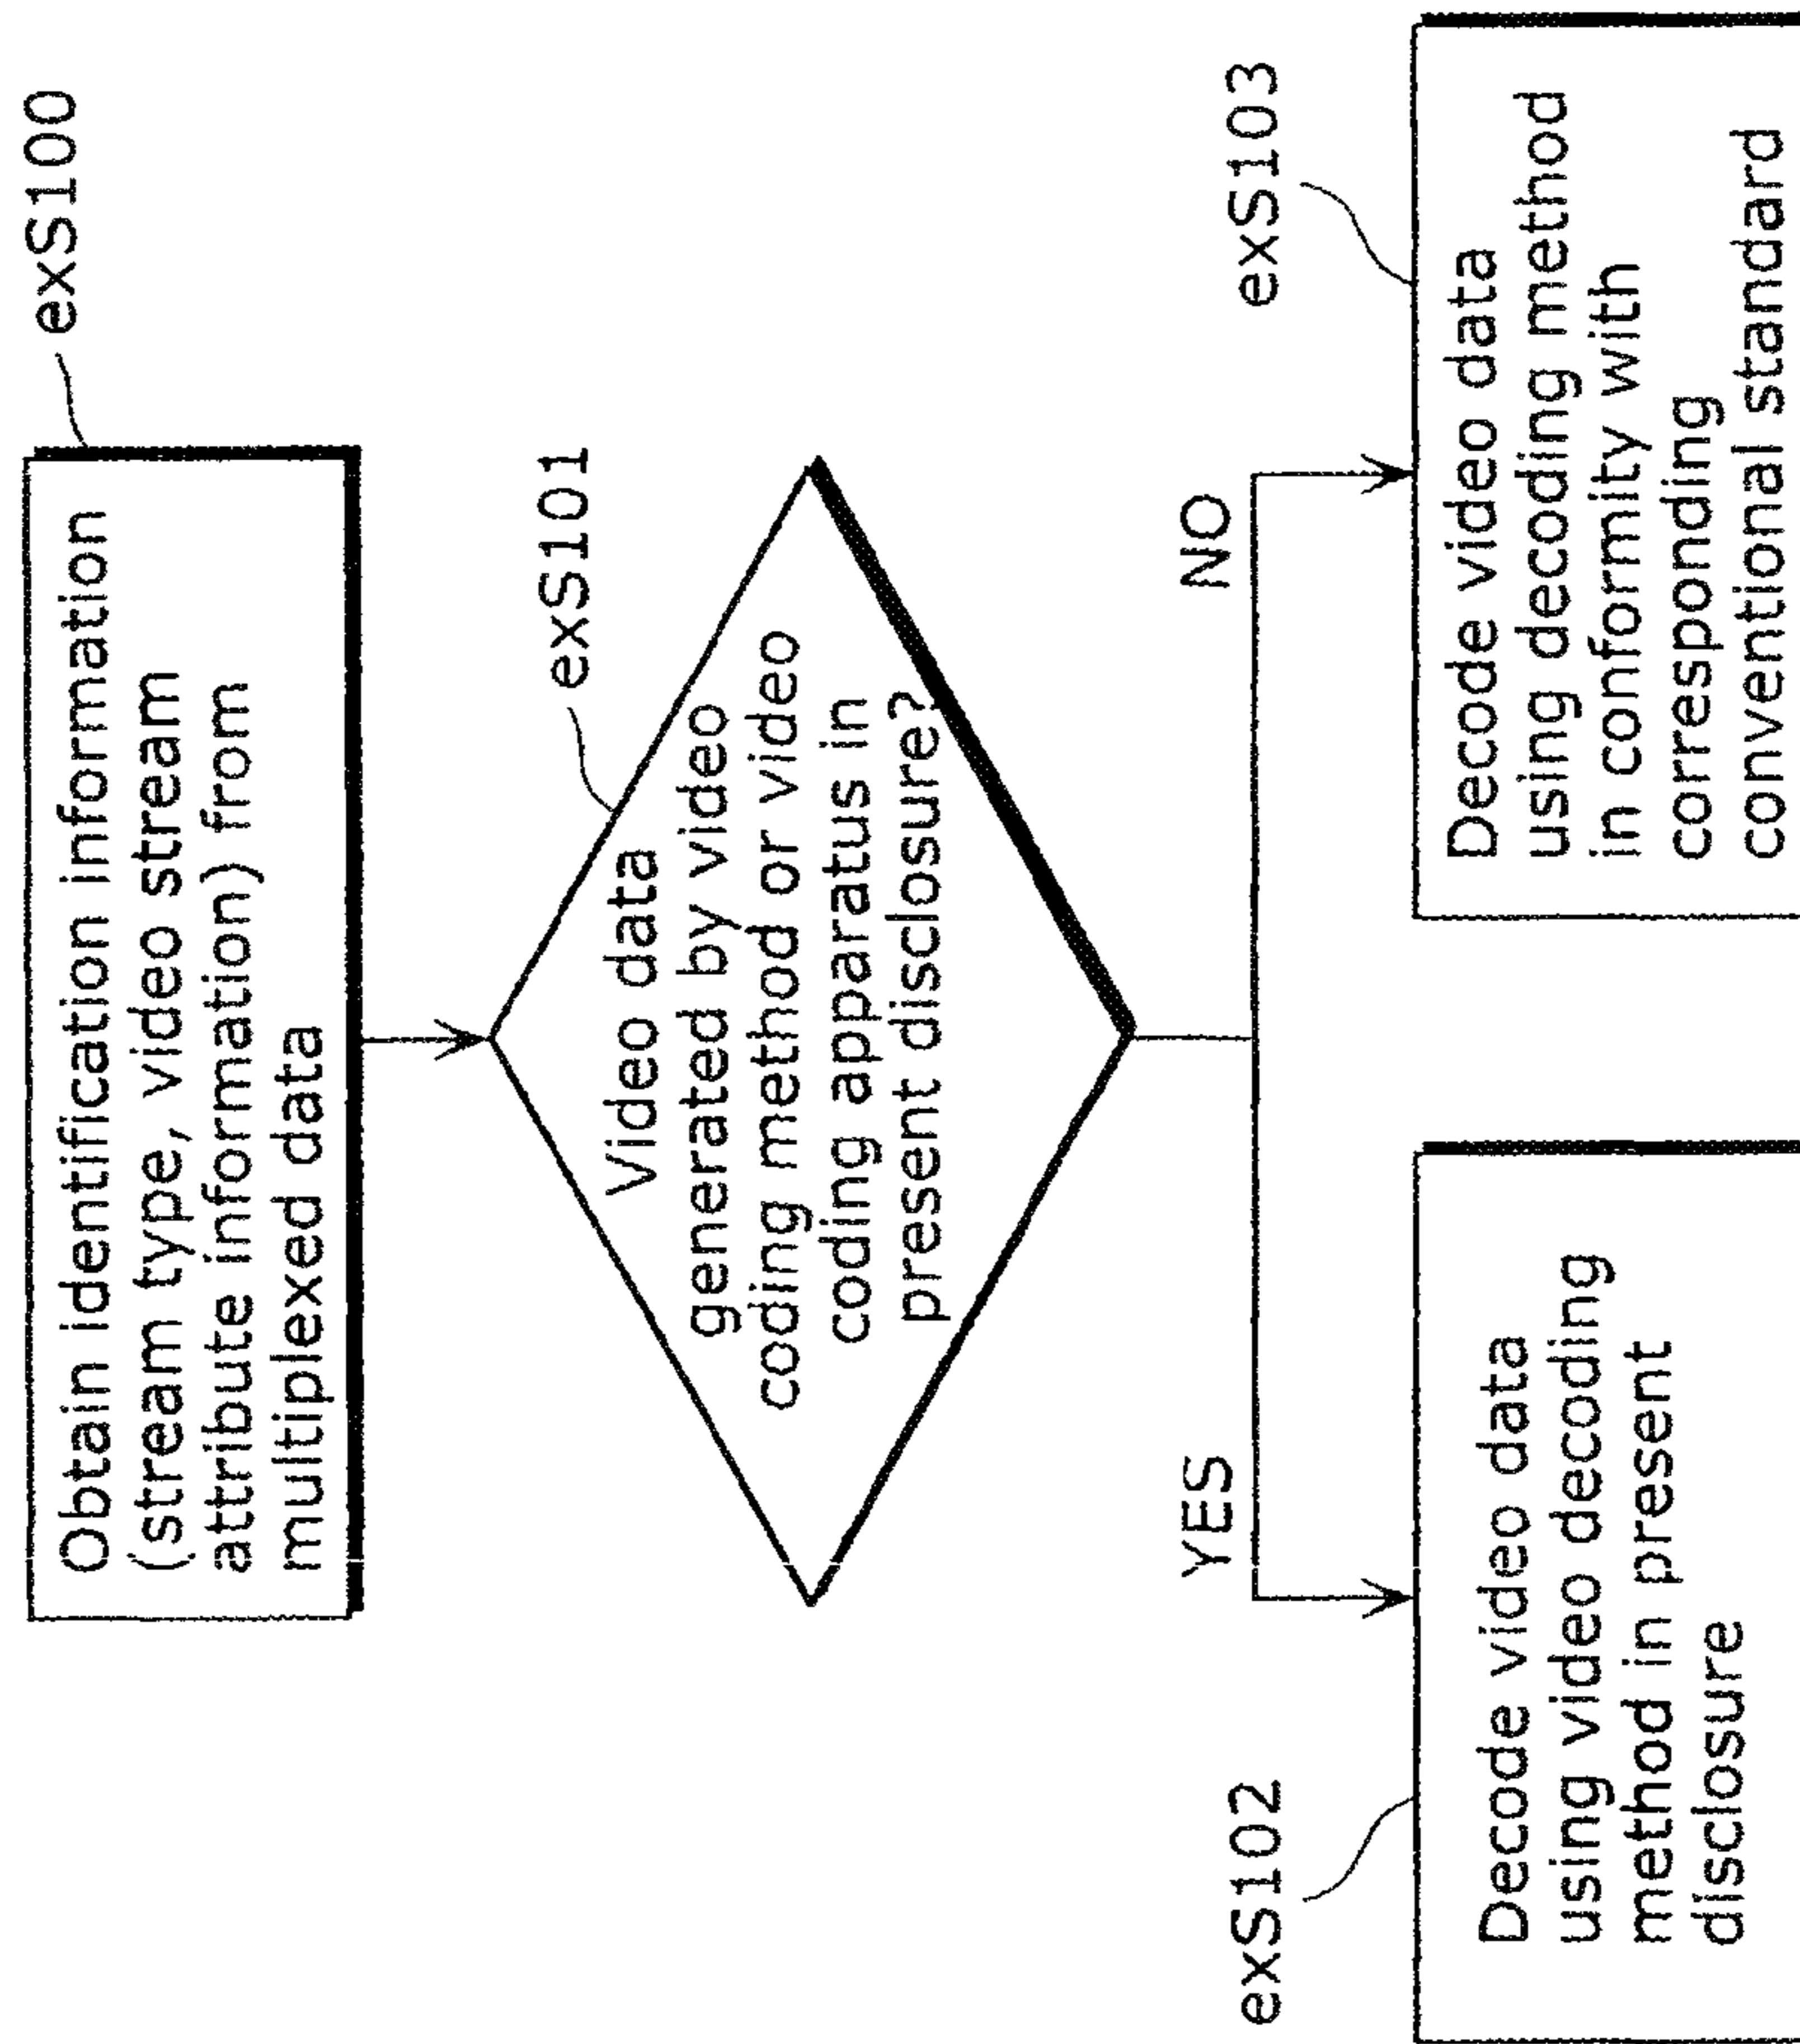 exS100
Obtain identification information
(stream type, video stream
attribute information) from
multiplexed data
exS101
Video data
generated by video
coding method or video
coding apparatus in
present disclosure?
YES
NO
exS102
Decode video data
using video decoding
method in present
disclosure
exS103
Decode video data
using decoding method
in conformity with
corresponding
conventional standard